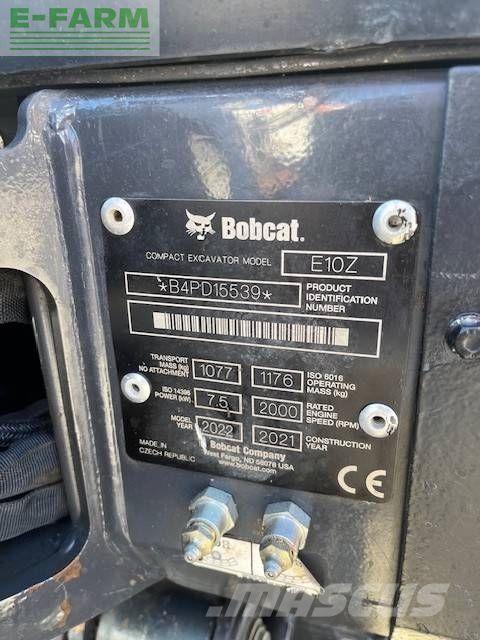 E-FARM
Bobcat.
COMPACT EXCAVATOR MODEL E10Z
*B4PD15539* PRODUCT IDENTIFICATION NUMBER
TRANSPORT MASS (kg) NO ATTACHMENT 1077 1176 ISO 6016 OPERATING MASS (kg)
ISO 14396 POWER (kW) 7.5 2000 RATED ENGINE SPEED (RPM)
MODEL YEAR 2022 2021 CONSTRUCTION YEAR
MADE IN CZECH REPUBLIC
Bobcat Company
West Fargo, ND 58078 USA
www.bobcat.com
CE
MASCUS